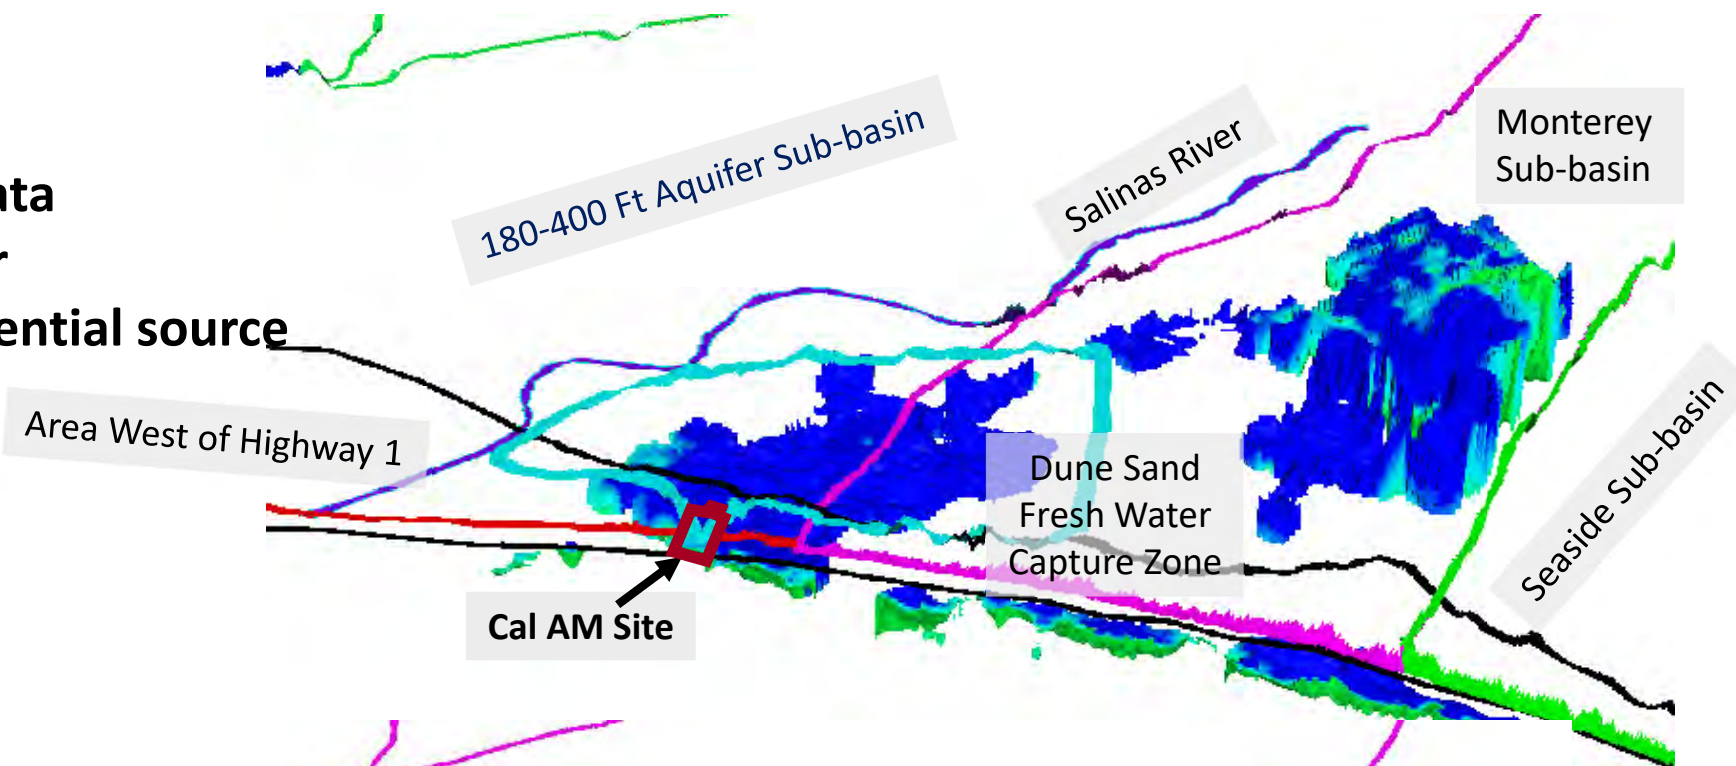 180-400 Ft Aquifer Sub-basin
Salinas River
Monterey
Sub-basin
ential source
Area West of Highway 1
Dune Sand
Fresh Water
Capture Zone
Seaside Sub-basin
Cal AM Site